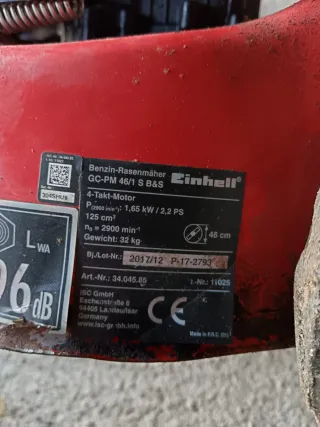 Benzin-Rasenmäher
GC-PM 46/1 S B&S
Einhell
4-Takt-Motor
1,65 kW / 2,2 PS
125 cm³
n₀ = 2900 min⁻¹
46 cm
Gewicht: 32 kg
Bj./Lot-Nr.: 2017/12 P-17-2793
Art.-Nr.: 34.045.85
I.-Nr.: 11025
ISC GmbH
Eschenstraße 6
94405 Landau/Isar
Germany
www.isc-gmbh.info
CE
LWA
96 dB